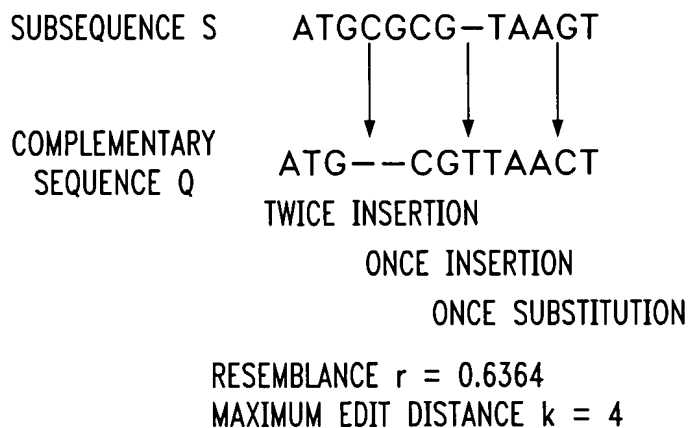 SUBSEQUENCE S ATGCGCG–TAAGT
COMPLEMENTARY
SEQUENCE Q ATG––CGTTAACT
TWICE INSERTION
ONCE INSERTION
ONCE SUBSTITUTION
RESEMBLANCE r = 0.6364
MAXIMUM EDIT DISTANCE k = 4